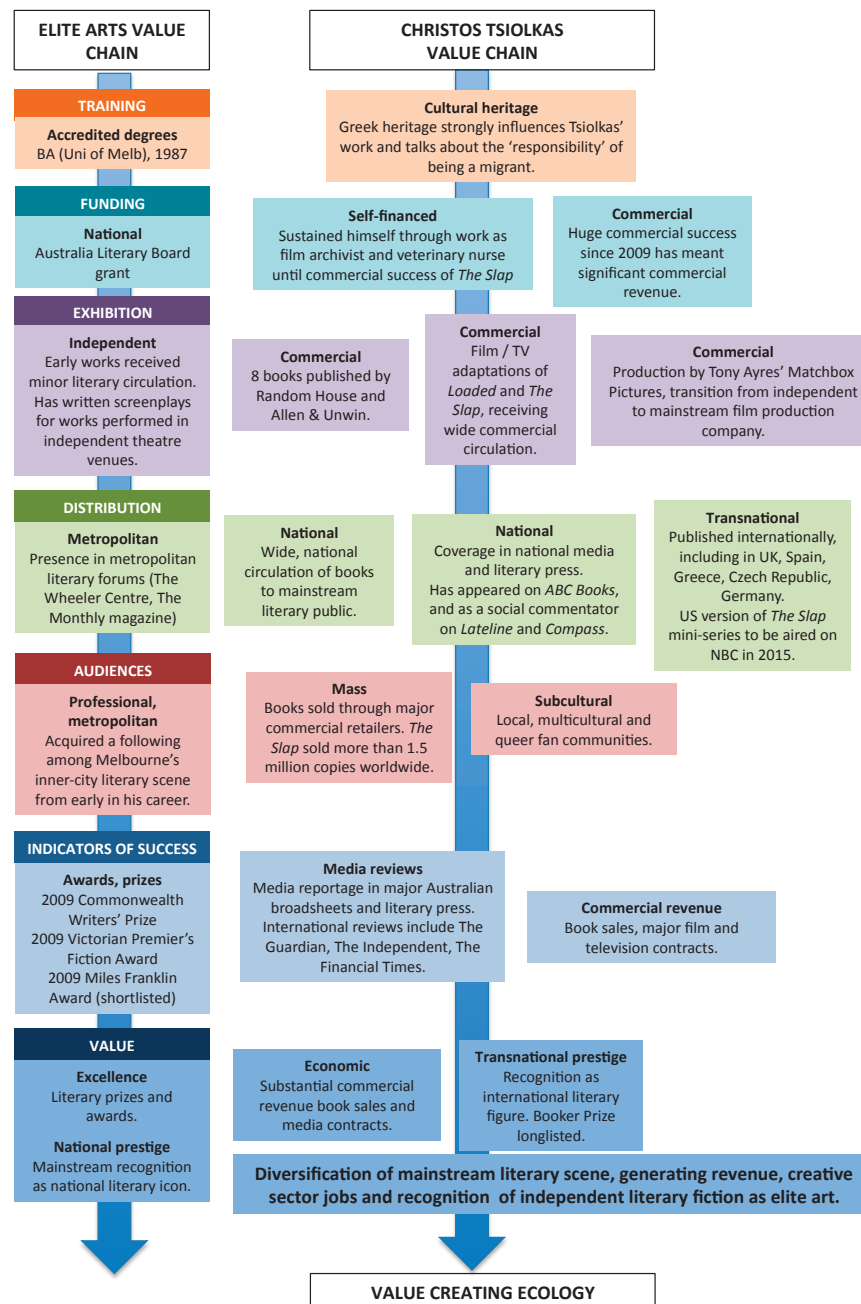 ELITE ARTS VALUE
CHAIN
CHRISTOS TSIOLKAS
VALUE CHAIN
TRAINING
Accredited degrees
BA (Uni of Melb), 1987
Cultural heritage
Greek heritage strongly influences Tsiolkas’
work and talks about the ‘responsibility’ of
being a migrant.
FUNDING
National
Australia Literary Board
grant
Self-financed
Sustained himself through work as
film archivist and veterinary nurse
until commercial success of The Slap
Commercial
Huge commercial success
since 2009 has meant
significant commercial
revenue.
EXHIBITION
Independent
Early works received
minor literary circulation.
Has written screenplays
for works performed in
independent theatre
venues.
Commercial
8 books published by
Random House and
Allen & Unwin.
Commercial
Film / TV
adaptations of
Loaded and The
Slap, receiving
wide commercial
circulation.
Commercial
Production by Tony Ayres’ Matchbox
Pictures, transition from independent
to mainstream film production
company.
DISTRIBUTION
Metropolitan
Presence in metropolitan
literary forums (The
Wheeler Centre, The
Monthly magazine)
National
Wide, national
circulation of books
to mainstream
literary public.
National
Coverage in national media
and literary press.
Has appeared on ABC Books,
and as a social commentator
on Lateline and Compass.
Transnational
Published internationally,
including in UK, Spain,
Greece, Czech Republic,
Germany.
US version of The Slap
mini-series to be aired on
NBC in 2015.
AUDIENCES
Professional,
metropolitan
Acquired a following
among Melbourne’s
inner-city literary scene
from early in his career.
Mass
Books sold through major
commercial retailers. The
Slap sold more than 1.5
million copies worldwide.
Subcultural
Local, multicultural and
queer fan communities.
INDICATORS OF SUCCESS
Awards, prizes
2009 Commonwealth
Writers’ Prize
2009 Victorian Premier’s
Fiction Award
2009 Miles Franklin
Award (shortlisted)
Media reviews
Media reportage in major Australian
broadsheets and literary press.
International reviews include The
Guardian, The Independent, The
Financial Times.
Commercial revenue
Book sales, major film and
television contracts.
VALUE
Excellence
Literary prizes and
awards.
National prestige
Mainstream recognition
as national literary icon.
Economic
Substantial commercial
revenue book sales and
media contracts.
Transnational prestige
Recognition as
international literary
figure. Booker Prize
longlisted.
Diversification of mainstream literary scene, generating revenue, creative
sector jobs and recognition of independent literary fiction as elite art.
VALUE CREATING ECOLOGY